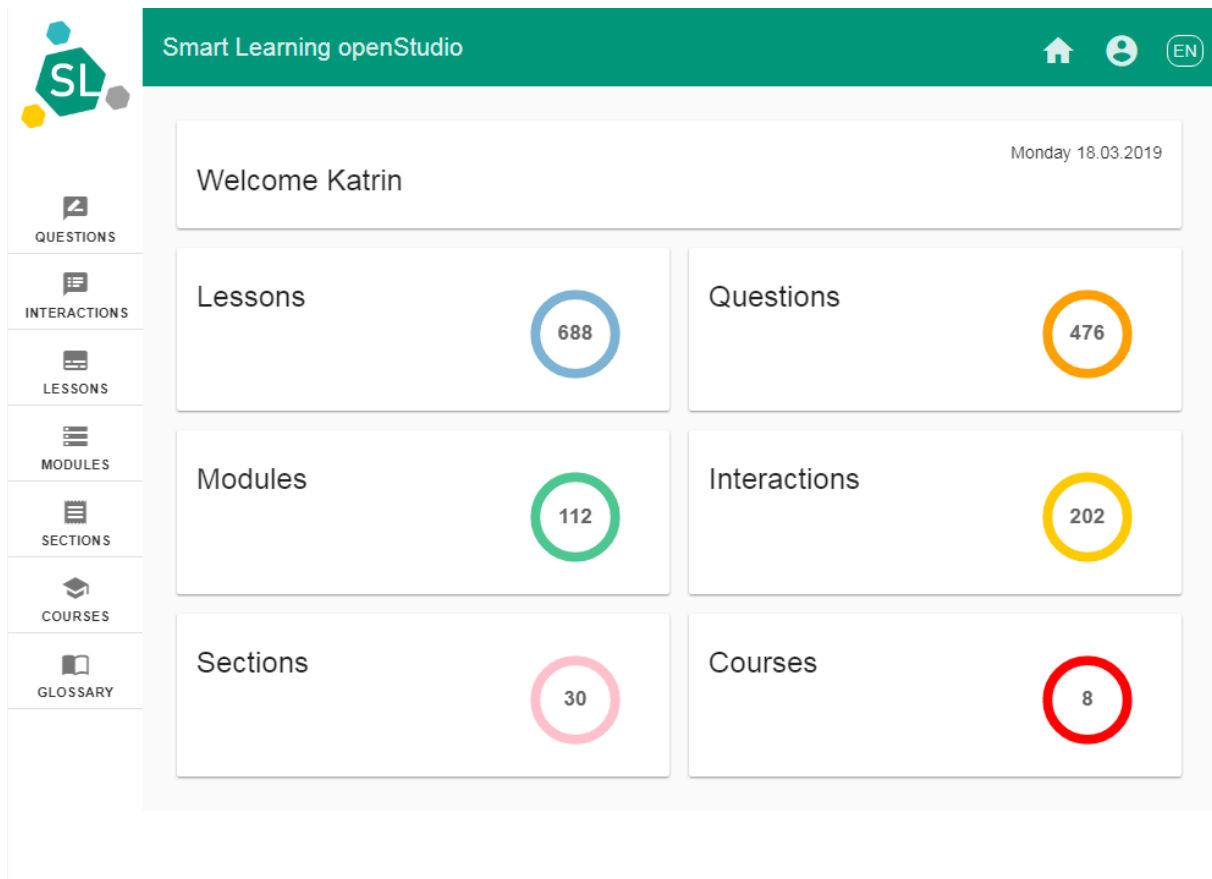 SL
Smart Learning openStudio
EN
QUESTIONS
INTERACTIONS
LESSONS
MODULES
SECTIONS
COURSES
GLOSSARY
Monday 18.03.2019
Welcome Katrin
Lessons
688
Questions
476
Modules
112
Interactions
202
Sections
30
Courses
8